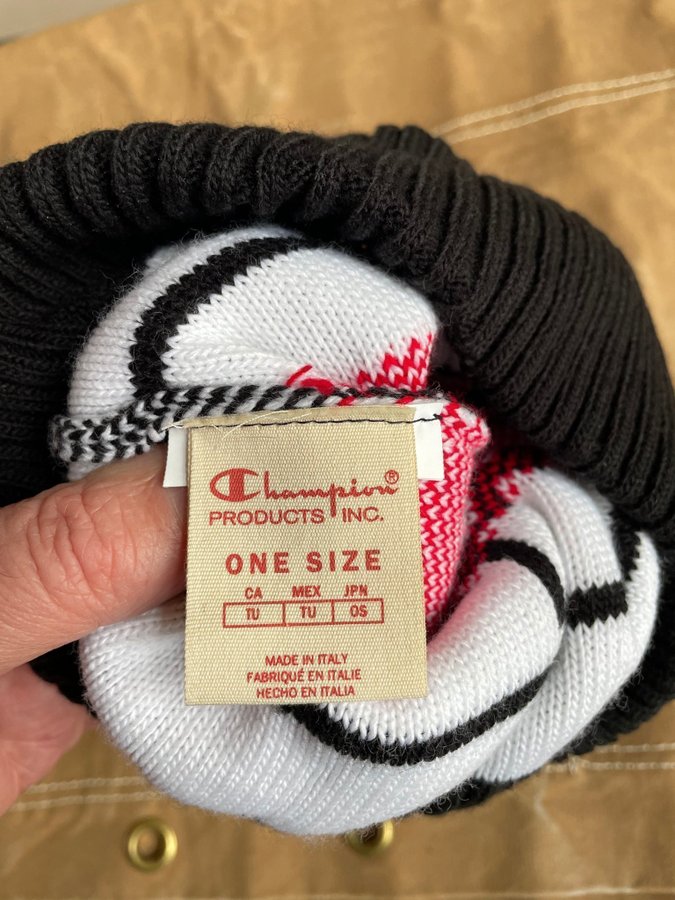 Champion®
PRODUCTS INC.
ONE SIZE
CA MEX JPN
TU TU OS
MADE IN ITALY
FABRIQUÉ EN ITALIE
HECHO EN ITALIA